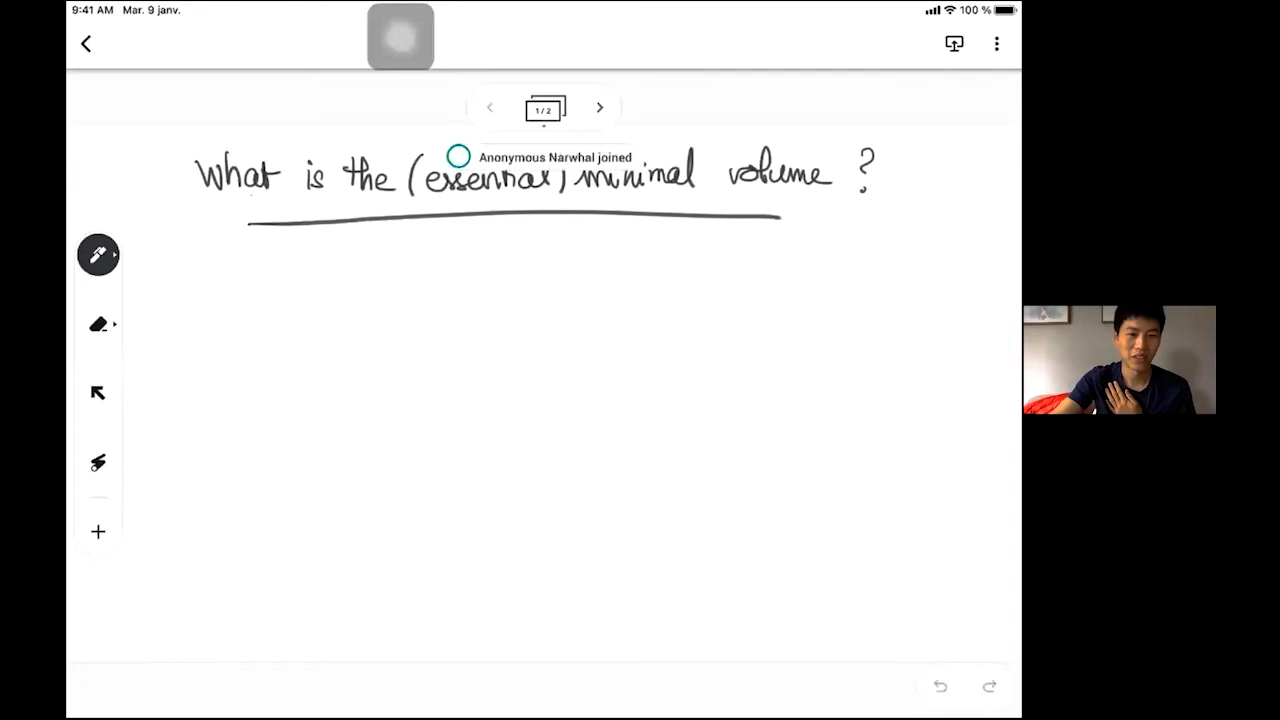 9:41 AM Mar. 9 janv. 100 %
1 / 2
Anonymous Narwhal joined
What is the (essential) minimal volume ?